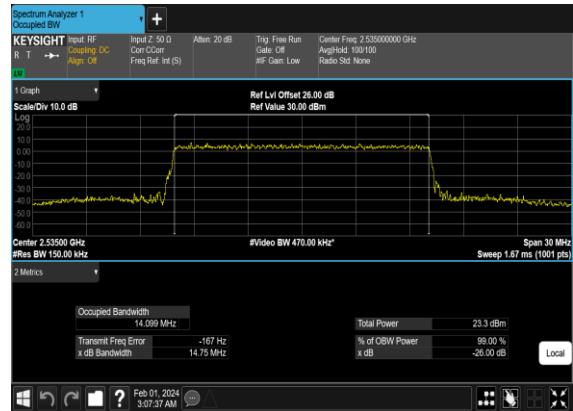 Spectrum Analyzer 1
Occupied BW
+
KEYSIGHT
R T
LU
Input: RF
Coupling: DC
Align: Off
Input Z: 50 Ω
Corr CCorr
Freq Ref: Int (S)
Atten: 20 dB
Trig: Free Run
Gate: Off
#IF Gain: Low
Center Freq: 2.535000000 GHz
Avg|Hold: 100/100
Radio Std: None
1 Graph
Scale/Div 10.0 dB
Ref Lvl Offset 26.00 dB
Ref Value 30.00 dBm
Log
20.0
10.0
0.00
-10.0
-20.0
-30.0
-40.0
-50.0
-60.0
Center 2.53500 GHz
#Res BW 150.00 kHz
#Video BW 470.00 kHz*
Span 30 MHz
Sweep 1.67 ms (1001 pts)
2 Metrics
Occupied Bandwidth
14.099 MHz
Transmit Freq Error -167 Hz
x dB Bandwidth 14.75 MHz
Total Power 23.3 dBm
% of OBW Power 99.00 %
x dB -26.00 dB
Local
?
Feb 01, 2024
3:07:37 AM